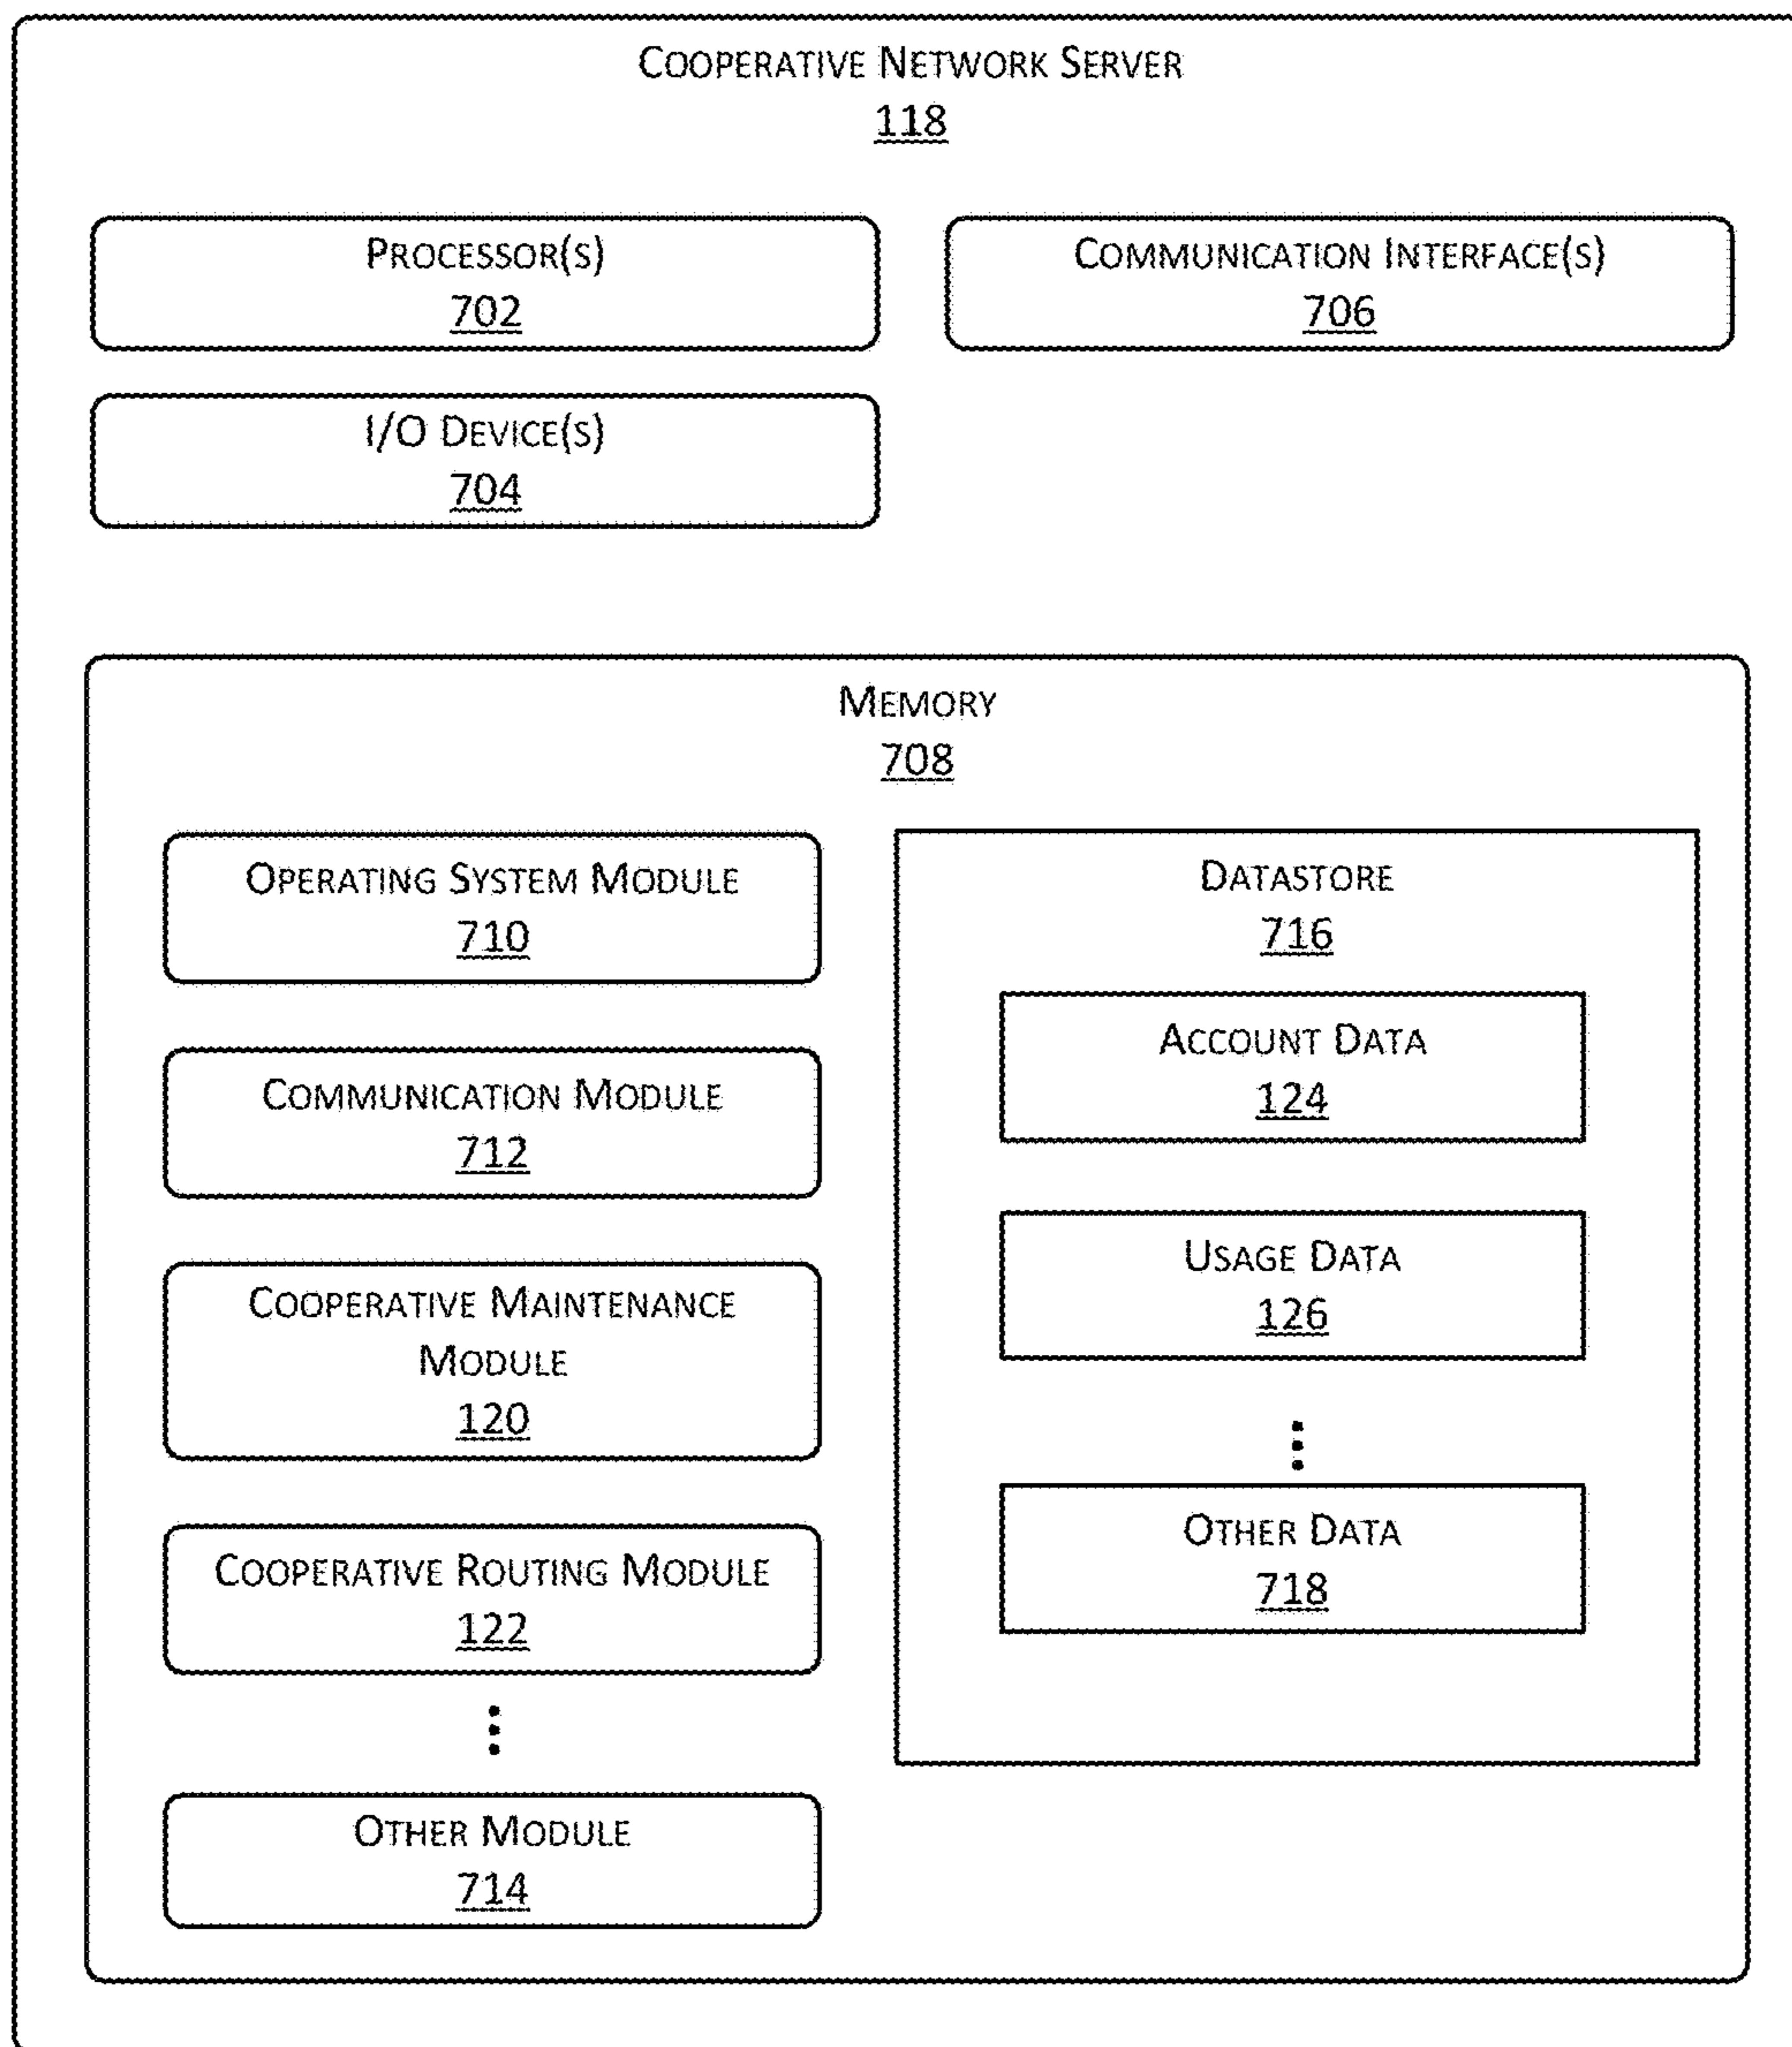 COOPERATIVE NETWORK SERVER
118
PROCESSOR(S)
702
COMMUNICATION INTERFACE(S)
706
I/O DEVICE(S)
704
MEMORY
708
OPERATING SYSTEM MODULE
710
COMMUNICATION MODULE
712
COOPERATIVE MAINTENANCE
MODULE
120
COOPERATIVE ROUTING MODULE
122
OTHER MODULE
714
DATASTORE
716
ACCOUNT DATA
124
USAGE DATA
126
OTHER DATA
718